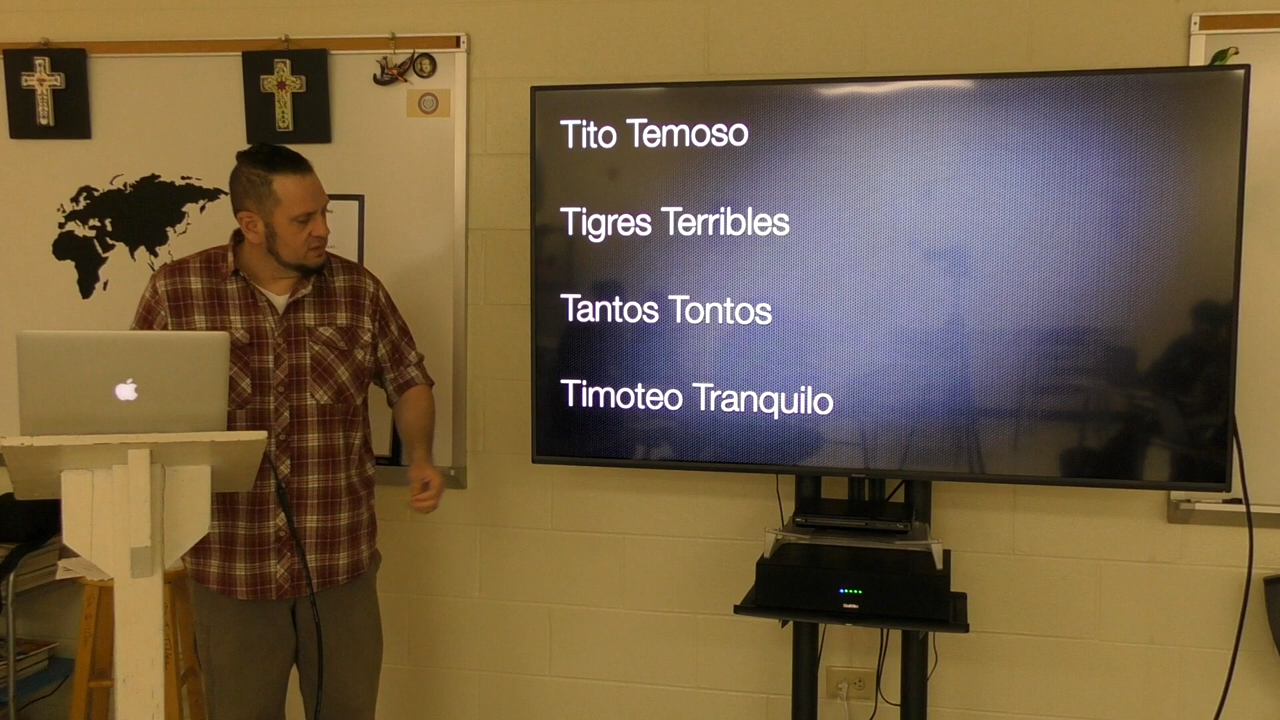 Tito Temoso
Tigres Terribles
Tantos Tontos
Timoteo Tranquilo